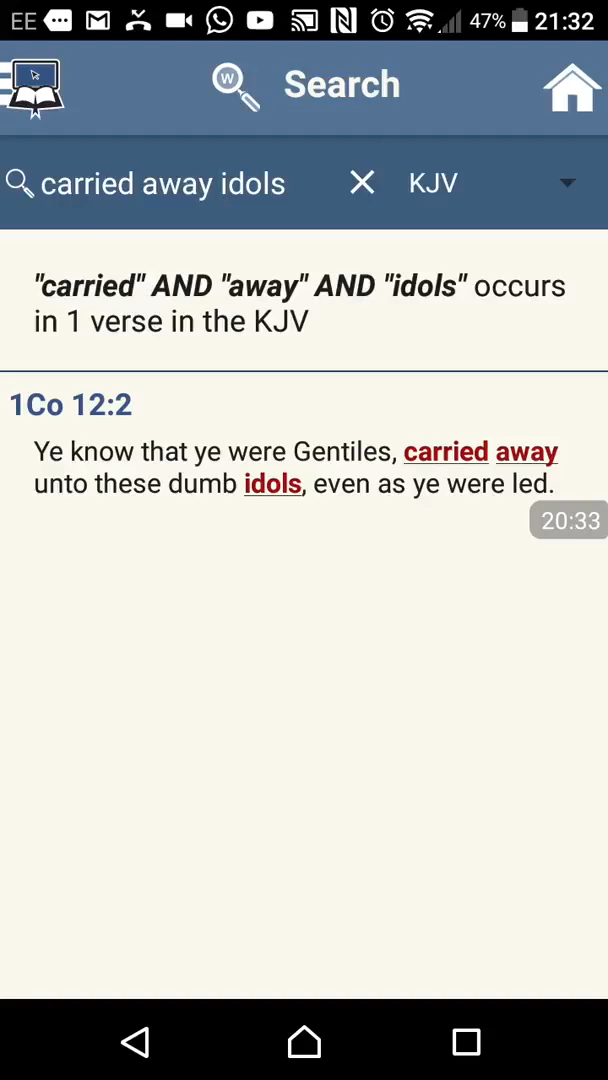 EE 47% 21:32
W Search
carried away idols KJV
"carried" AND "away" AND "idols" occurs
in 1 verse in the KJV
1Co 12:2
Ye know that ye were Gentiles, carried away
unto these dumb idols, even as ye were led.
20:33